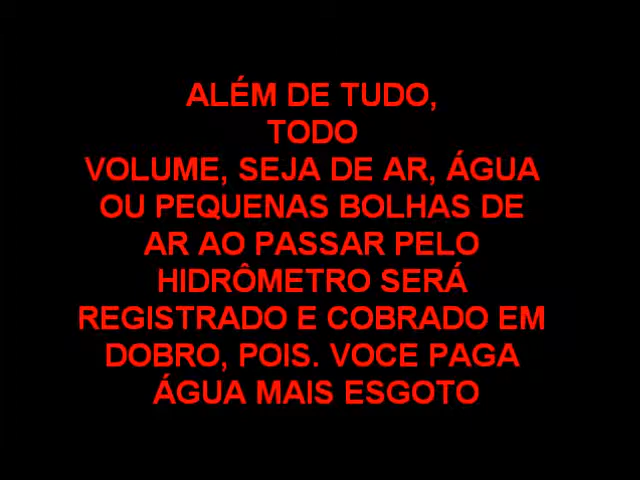 ALÉM DE TUDO,
TODO
VOLUME, SEJA DE AR, ÁGUA
OU PEQUENAS BOLHAS DE
AR AO PASSAR PELO
HIDRÔMETRO SERÁ
REGISTRADO E COBRADO EM
DOBRO, POIS. VOCE PAGA
ÁGUA MAIS ESGOTO